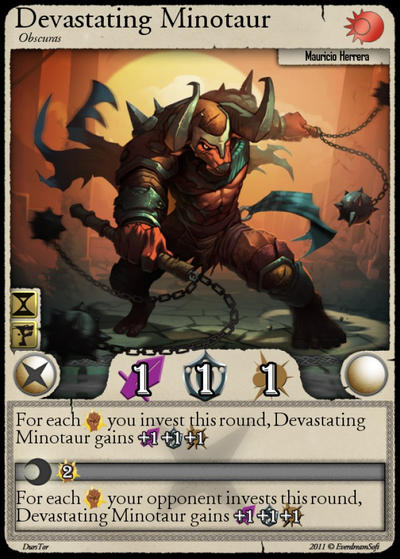 Devastating Minotaur
Obscuras
Mauricio Herrera
1 1 1
For each you invest this round, Devastating
Minotaur gains +1 +1 +1
2
For each your opponent invests this round,
Devastating Minotaur gains +1 +1 +1
DursTor
2011 © EverdreamSoft